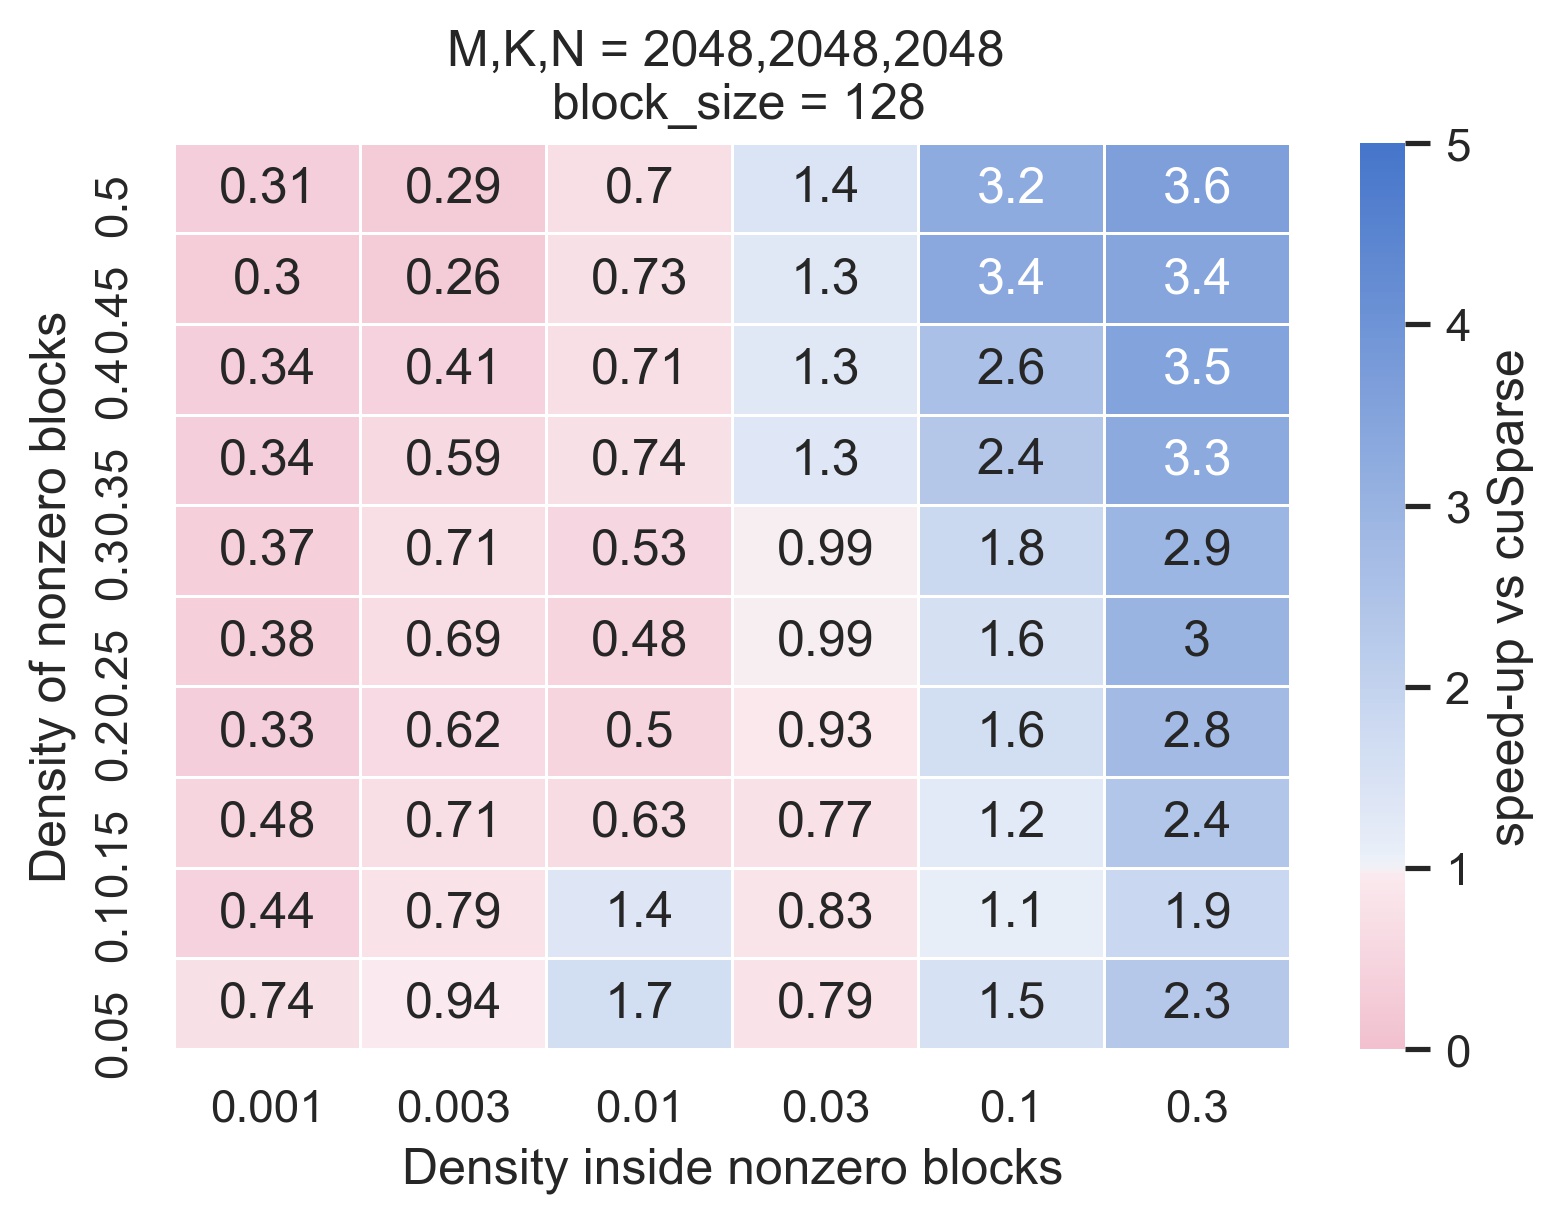 M,K,N = 2048,2048,2048
block_size = 128
Density of nonzero blocks
0.5 0.31 0.29 0.7 1.4 3.2 3.6
0.45 0.3 0.26 0.73 1.3 3.4 3.4
0.4 0.34 0.41 0.71 1.3 2.6 3.5
0.35 0.34 0.59 0.74 1.3 2.4 3.3
0.3 0.37 0.71 0.53 0.99 1.8 2.9
0.25 0.38 0.69 0.48 0.99 1.6 3
0.2 0.33 0.62 0.5 0.93 1.6 2.8
0.15 0.48 0.71 0.63 0.77 1.2 2.4
0.1 0.44 0.79 1.4 0.83 1.1 1.9
0.05 0.74 0.94 1.7 0.79 1.5 2.3
0.001 0.003 0.01 0.03 0.1 0.3
Density inside nonzero blocks
5
4
3
2
1
0
speed-up vs cuSparse